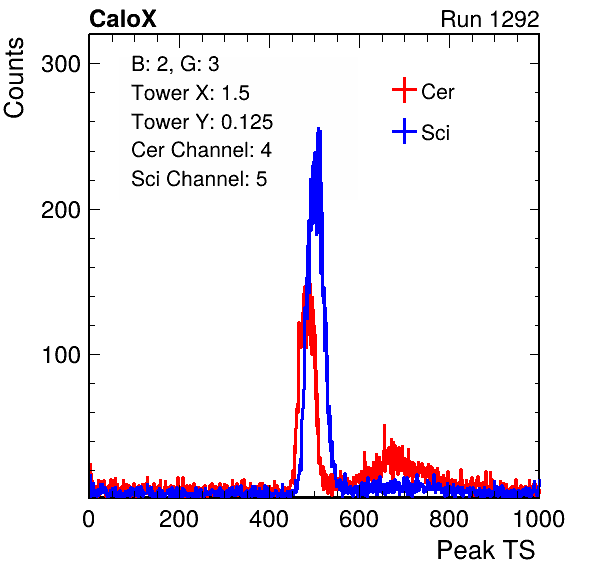 CaloX Run 1292
Counts
300
200
100
B: 2, G: 3
Tower X: 1.5
Tower Y: 0.125
Cer Channel: 4
Sci Channel: 5
Cer
Sci
0 200 400 600 800 1000
Peak TS